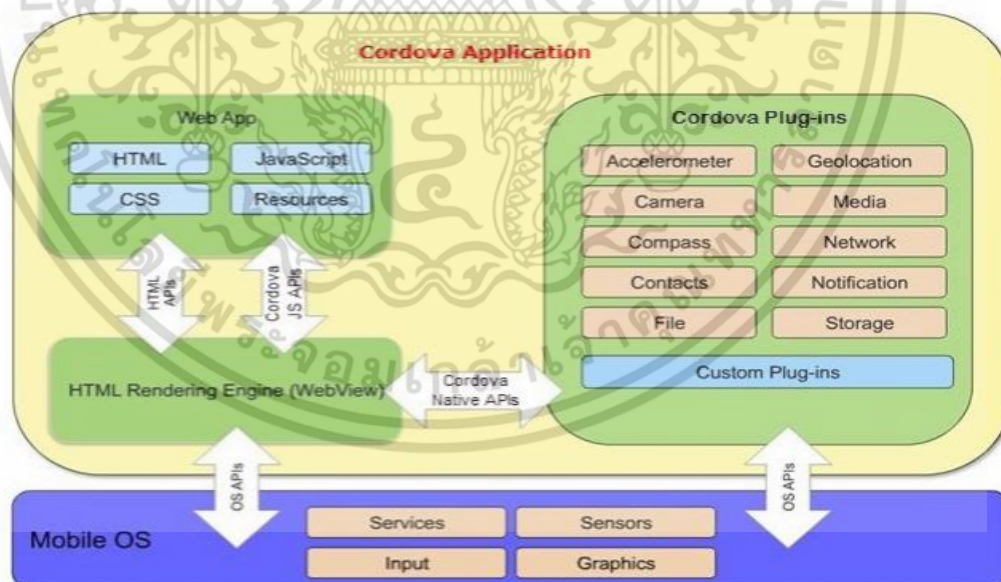 Cordova Application
Web App
HTML
JavaScript
CSS
Resources
HTML
APIs
Cordova
JS APIs
HTML Rendering Engine (WebView)
Cordova
Native APIs
Cordova Plug-ins
Accelerometer
Geolocation
Camera
Media
Compass
Network
Contacts
Notification
File
Storage
Custom Plug-ins
OS APIs
OS APIs
Mobile OS
Services
Sensors
Input
Graphics